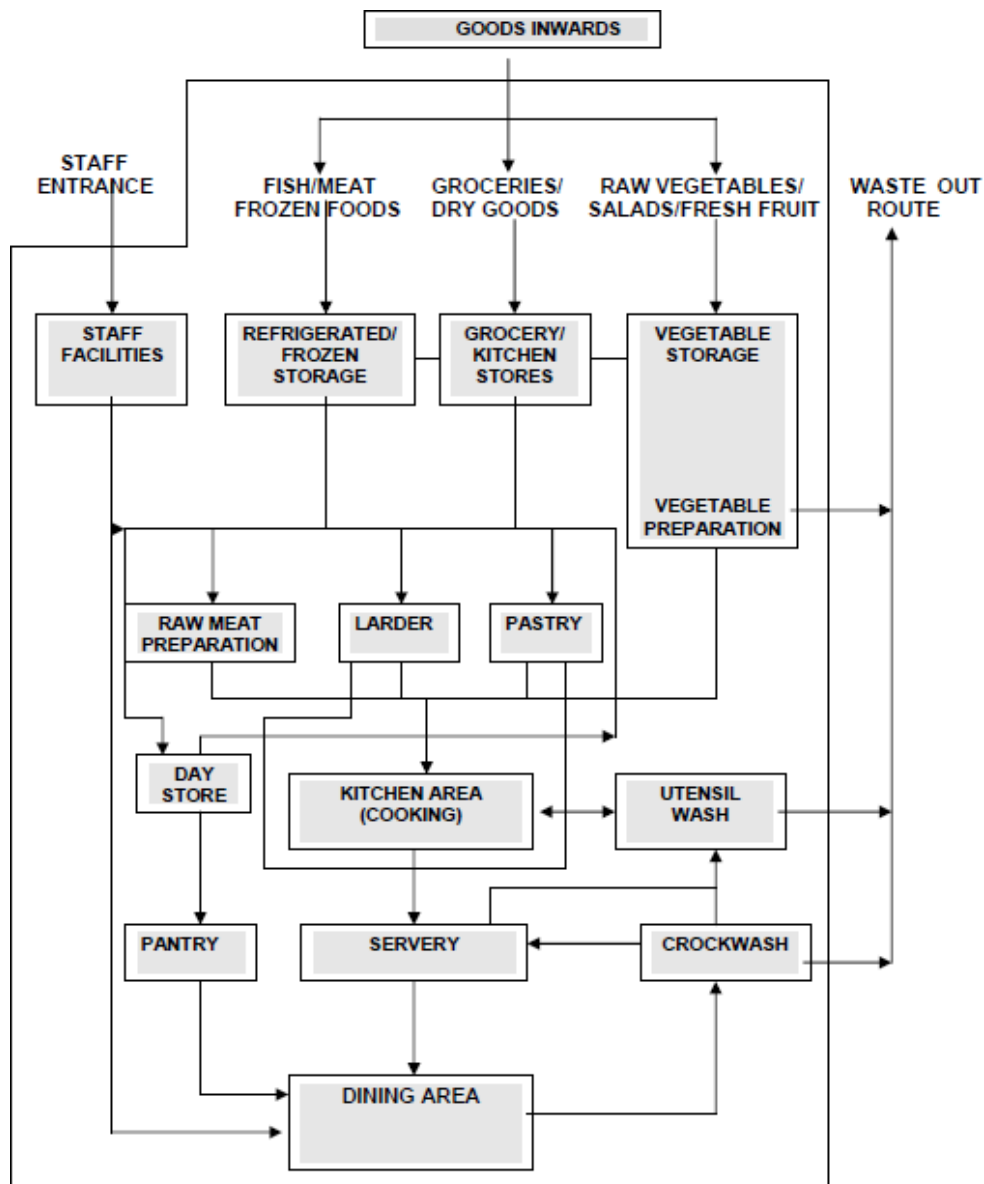 GOODS INWARDS
STAFF
ENTRANCE
FISH/MEAT
FROZEN FOODS
GROCERIES/
DRY GOODS
RAW VEGETABLES/
SALADS/FRESH FRUIT
WASTE OUT
ROUTE
STAFF
FACILITIES
REFRIGERATED/
FROZEN
STORAGE
GROCERY/
KITCHEN
STORES
VEGETABLE
STORAGE
VEGETABLE
PREPARATION
RAW MEAT
PREPARATION
LARDER
PASTRY
DAY
STORE
KITCHEN AREA
(COOKING)
UTENSIL
WASH
PANTRY
SERVERY
CROCKWASH
DINING AREA